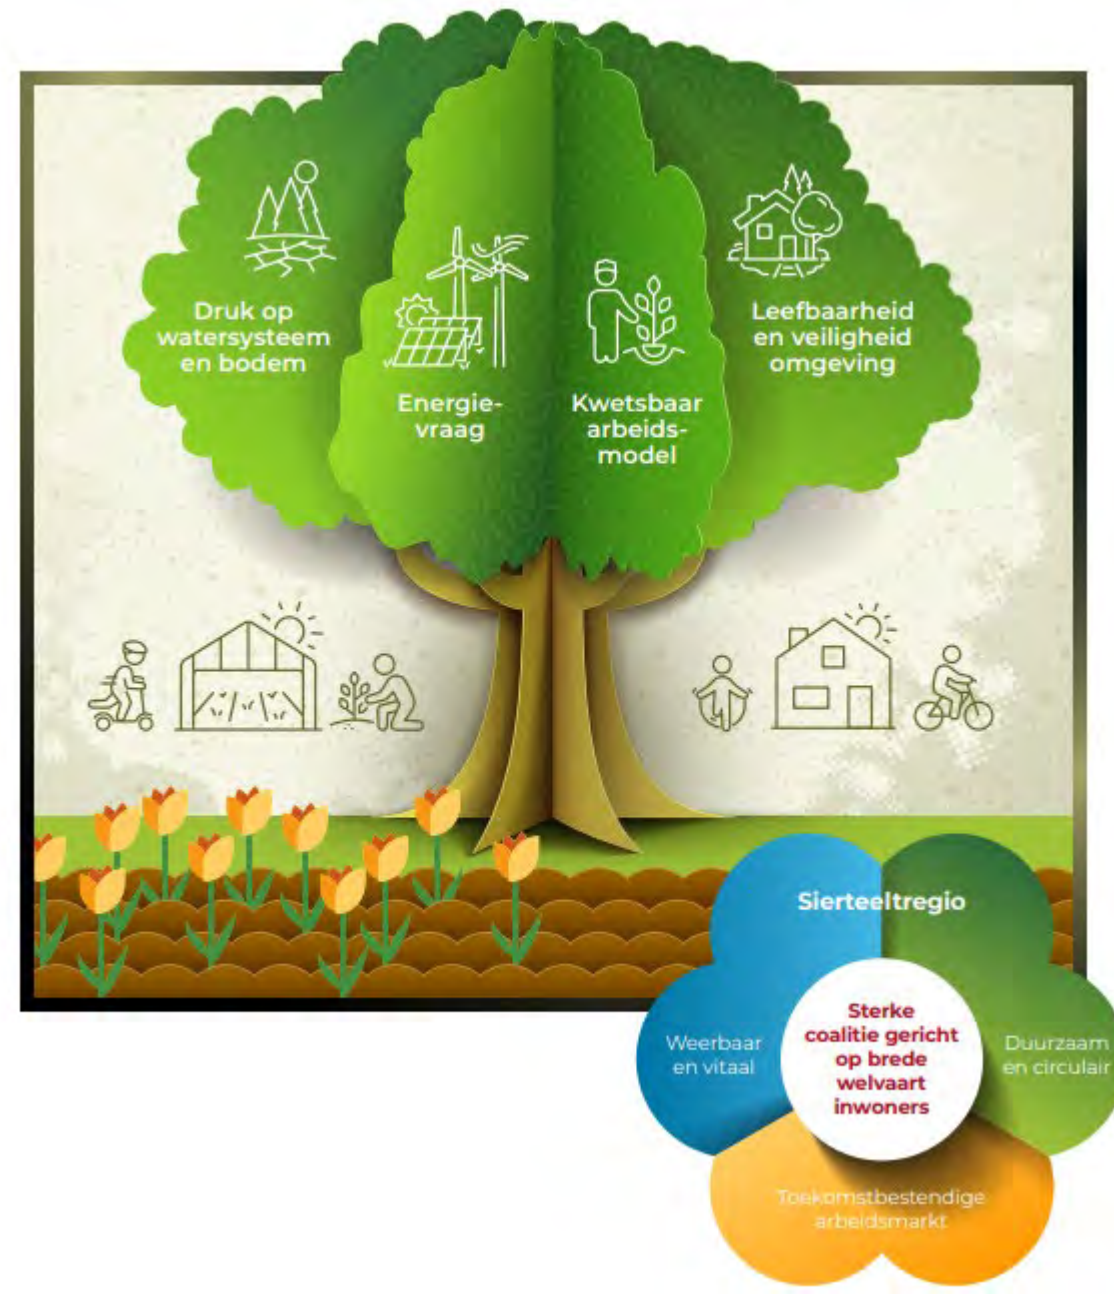 Druk op
watersysteem
en bodem
Energie-
vraag
Kwetsbaar
arbeids-
model
Leefbaarheid
en veiligheid
omgeving
Sierteeltregio
Weerbaar
en vitaal
Sterke
coalitie gericht
op brede
welvaart
inwoners
Duurzaam
en circulair
Toekomstbestendige
arbeidsmarkt